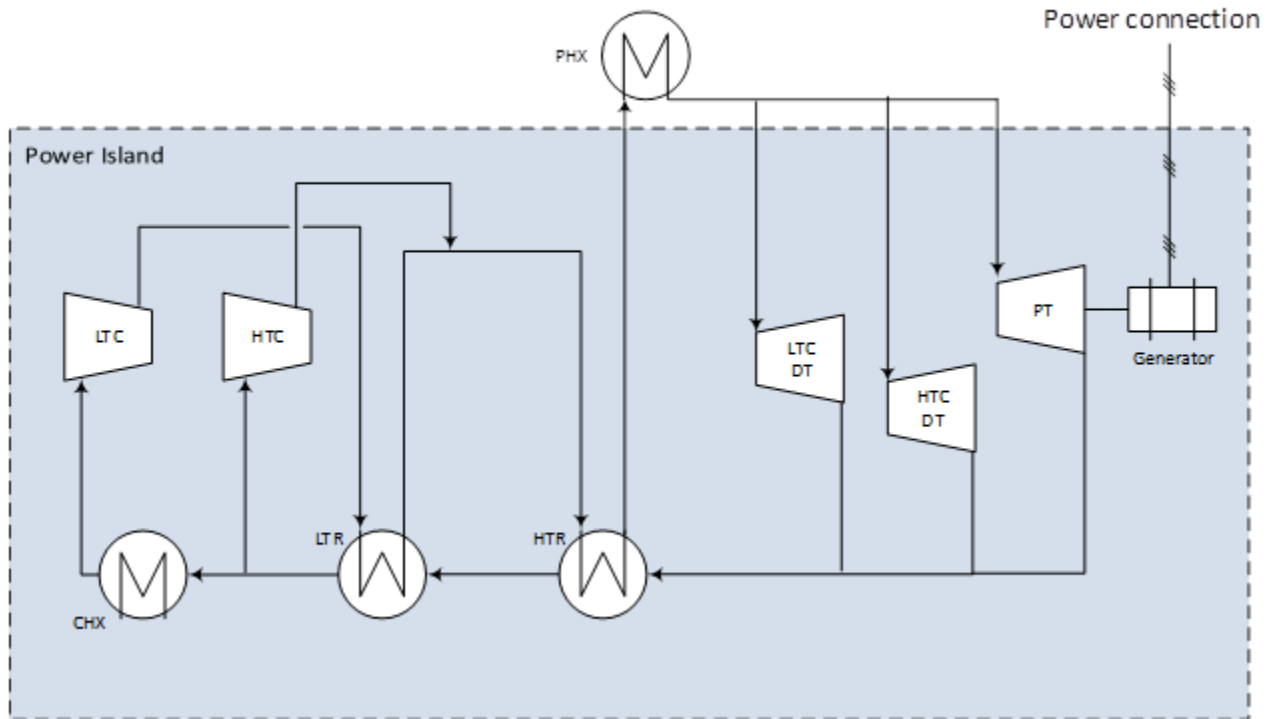 Power connection
PHX
Power Island
LTC
HTC
PT
LTC
DT
Generator
HTC
DT
LTR
HTR
CHX